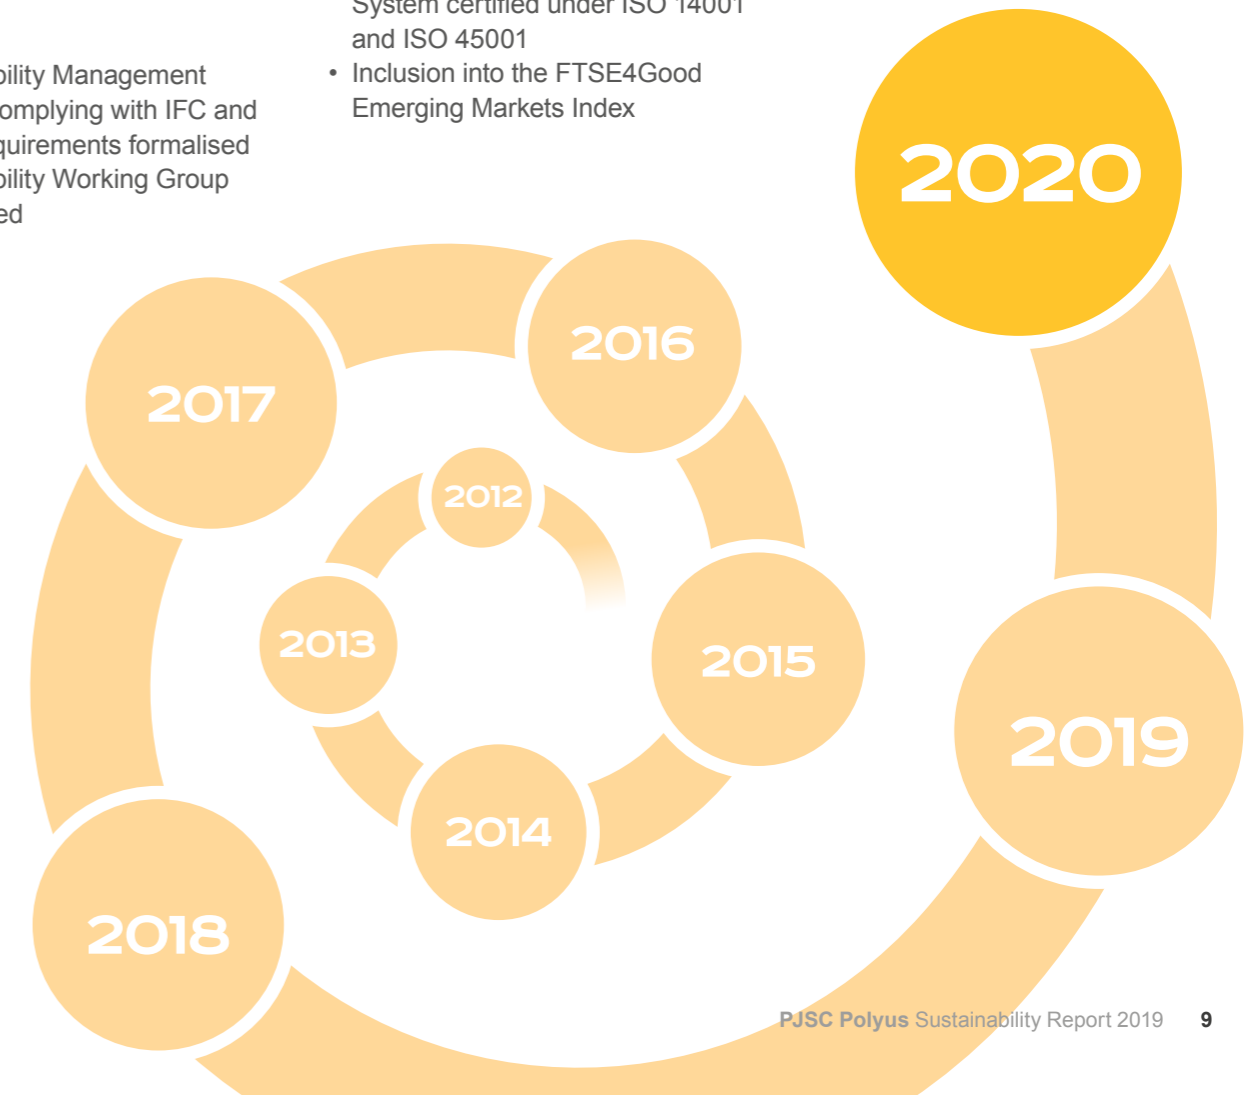 bility Management
omplying with IFC and
quirements formalised
bility Working Group
ed
System certified under ISO 14001
and ISO 45001
• Inclusion into the FTSE4Good
Emerging Markets Index
2020
2016
2017
2012
2013
2015
2019
2014
2018
PJSC Polyus Sustainability Report 2019 9